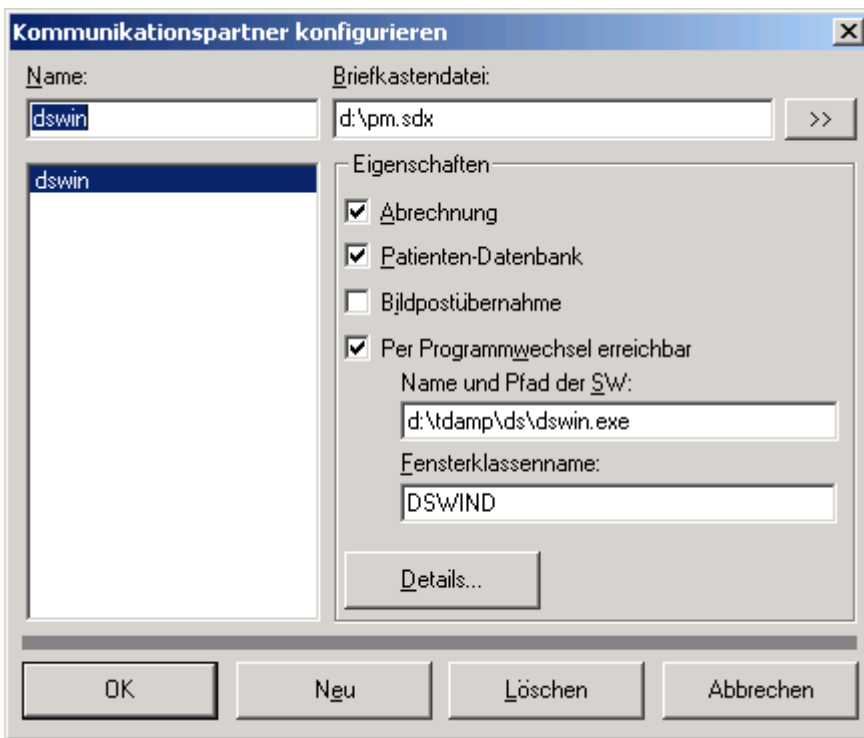 Kommunikationspartner konfigurieren
Name:
Briefkastendatei:
dswin
d:\pm.sdx
>>
dswin
Eigenschaften
Abrechnung
Patienten-Datenbank
Bildpostübernahme
Per Programmwechsel erreichbar
Name und Pfad der SW:
d:\tdamp\ds\dswin.exe
Fensterklassenname:
DSWIND
Details...
OK
Neu
Löschen
Abbrechen